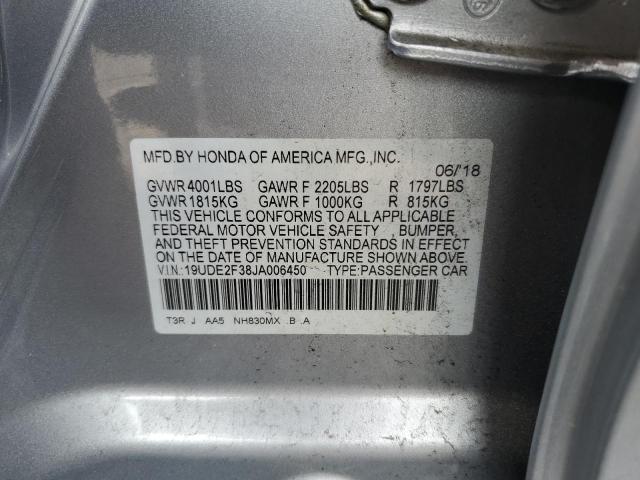 MFD.BY HONDA OF AMERICA MFG.,INC.
06/'18
GVWR 4001LBS GAWR F 2205LBS R 1797LBS
GVWR 1815KG GAWR F 1000KG R 815KG
THIS VEHICLE CONFORMS TO ALL APPLICABLE
FEDERAL MOTOR VEHICLE SAFETY , BUMPER,
AND THEFT PREVENTION STANDARDS IN EFFECT
ON THE DATE OF MANUFACTURE SHOWN ABOVE.
V.I.N.: 19UDE2F38JA006450 TYPE:PASSENGER CAR
T3R J AA5 NH830MX .B .A